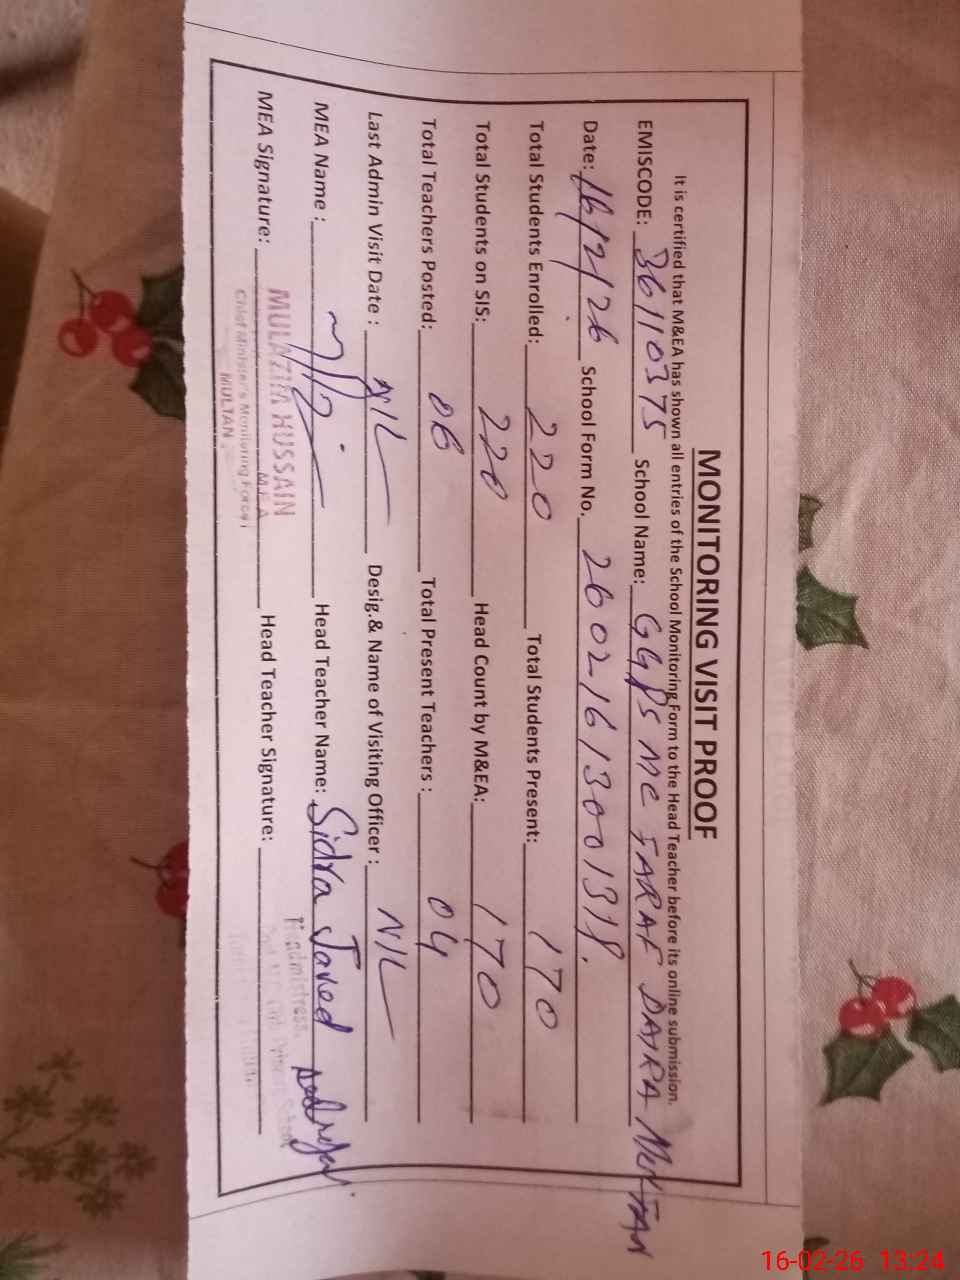 MONITORING VISIT PROOF
It is certified that M&EA has shown all entries of the School Monitoring Form to the Head Teacher before its online submission.
EMISCODE: 36110375 School Name: GGPS MC TARAF DAIRA MULTAN
Date: 16/2/26 School Form No. 2602-1613001318.
Total Students Enrolled: 220 Total Students Present: 170
Total Students on SIS: 220 Head Count by M&EA: 170
Total Teachers Posted: 06 Total Present Teachers : 04
Last Admin Visit Date : NIL Desig.& Name of Visiting Officer : NIL
MEA Name : Head Teacher Name: Sidra Javed
MEA Signature: MULAZIM HUSSAIN Head Teacher Signature: Headmistress
M.E.A
Chief Minister's Monitoring Force
MULTAN
16-02-26 13:24